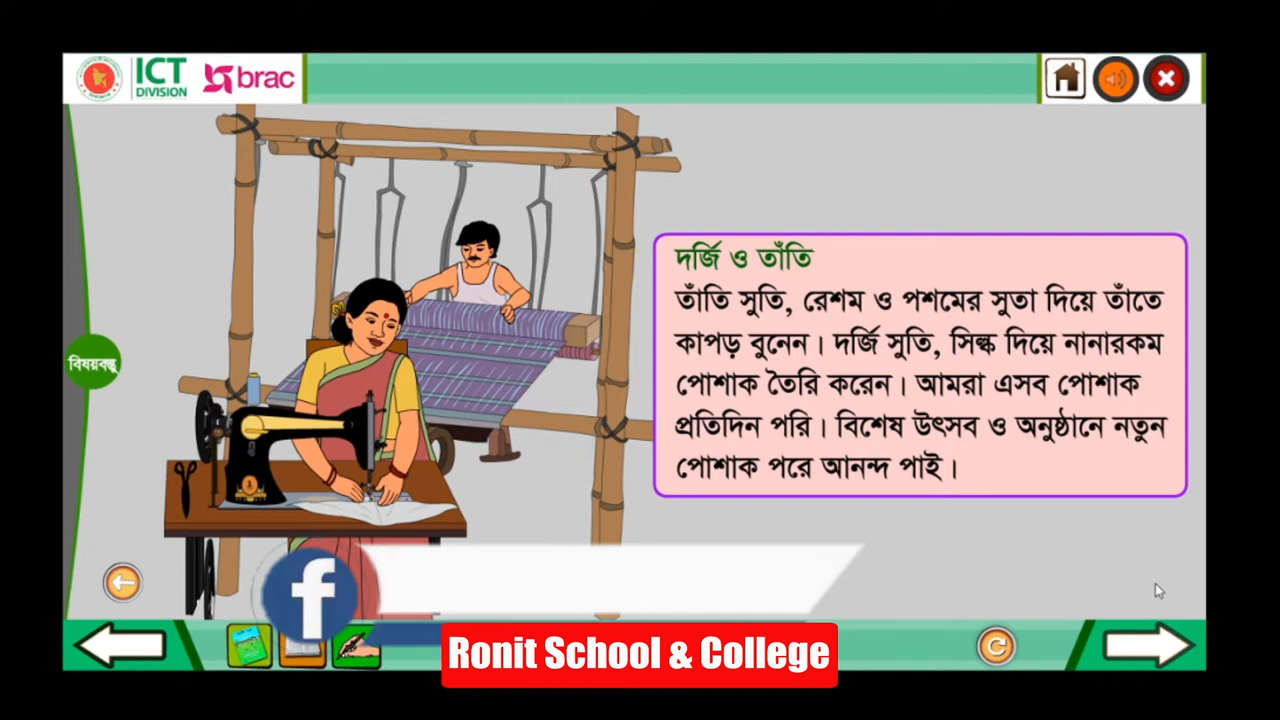 ICT
DIVISION
brac
দর্জি ও তাঁতি
তাঁতি সুতি, রেশম ও পশমের সুতা দিয়ে তাঁতে
কাপড় বুনেন। দর্জি সুতি, সিল্ক দিয়ে নানারকম
পোশাক তৈরি করেন। আমরা এসব পোশাক
প্রতিদিন পরি। বিশেষ উৎসব ও অনুষ্ঠানে নতুন
পোশাক পরে আনন্দ পাই।
বিষয়বস্তু
f
Ronit School & College